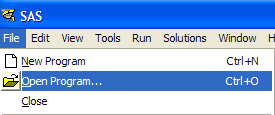 SAS
File Edit View Tools Run Solutions Window H
New Program Ctrl+N
Open Program... Ctrl+O
Close